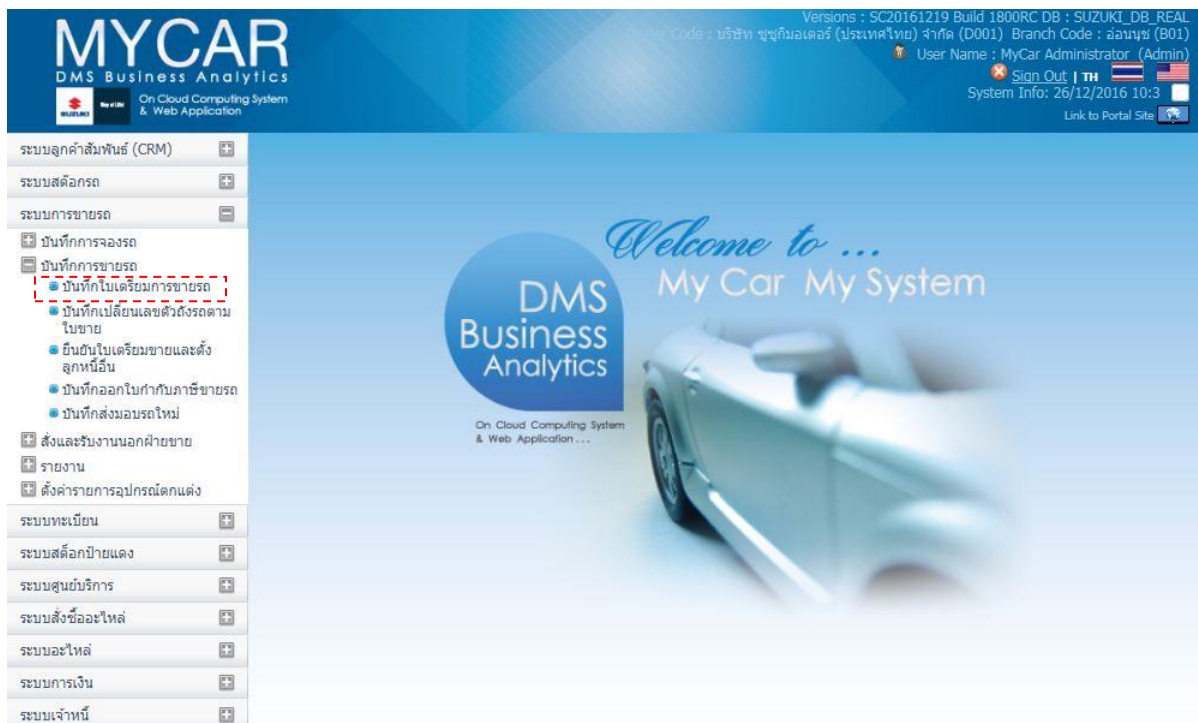 MYCAR
DMS Business Analytics
SUZUKI
Way of Life!
On Cloud Computing System
& Web Application
Versions : SC20161219 Build 1800RC DB : SUZUKI_DB_REAL
Code : บริษัท ซูซูกิมอเตอร์ (ประเทศไทย) จำกัด (D001) Branch Code : อ่อนนุช (B01)
User Name : MyCar Administrator (Admin)
Sign Out | TH
System Info: 26/12/2016 10:3
Link to Portal Site
ระบบลูกค้าสัมพันธ์ (CRM)
ระบบสต๊อกรถ
ระบบการขายรถ
บันทึกการจองรถ
บันทึกการขายรถ
บันทึกใบเตรียมการขายรถ
บันทึกเปลี่ยนเลขตัวถังรถตาม
ใบขาย
ยืนยันใบเตรียมขายและตั้ง
ลูกหนี้อื่น
บันทึกออกใบกำกับภาษีขายรถ
บันทึกส่งมอบรถใหม่
สั่งและรับงานนอกฝ่ายขาย
รายงาน
ตั้งค่ารายการอุปกรณ์ตกแต่ง
ระบบทะเบียน
ระบบสต็อกป้ายแดง
ระบบศูนย์บริการ
ระบบสั่งซื้ออะไหล่
ระบบอะไหล่
ระบบการเงิน
ระบบเจ้าหนี้
Welcome to ...
My Car My System
DMS
Business
Analytics
On Cloud Computing System
& Web Application . . .